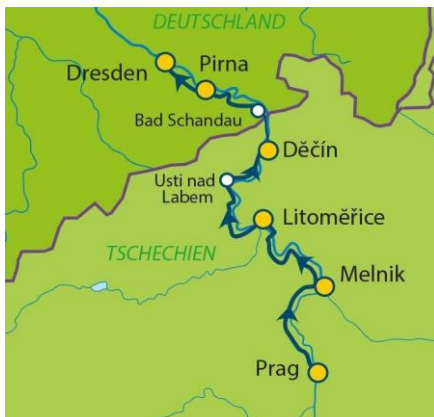 DEUTSCHLAND
Pirna
Dresden
Bad Schandau
Děčín
Usti nad
Labem
Litoměřice
TSCHECHIEN
Melnik
Prag